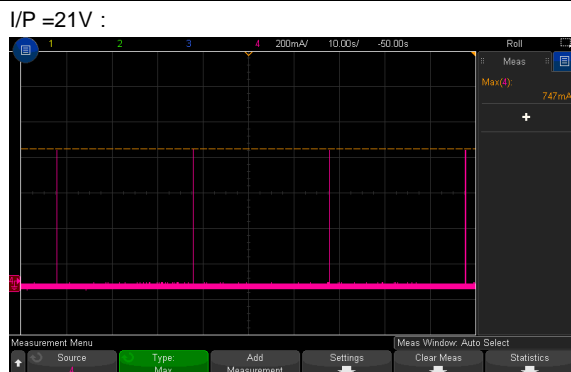 I/P =21V :
1 2 3 4 200mA/ 10.00s/ -50.00s Roll
Meas
Max(4):
747mA
+
Measurement Menu
Meas Window: Auto Select
Source Type: Add Settings Clear Meas Statistics
4 Max Measurement